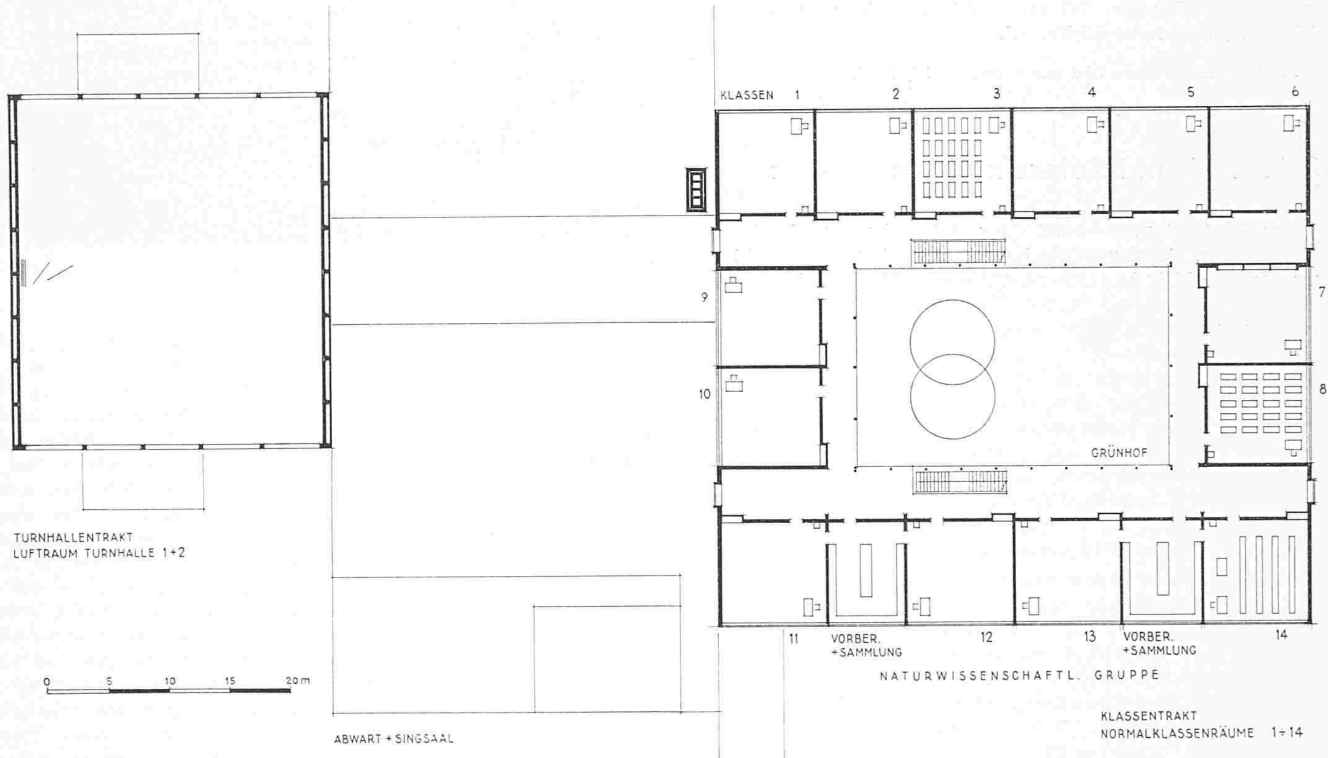 KLASSEN 1 2 3 4 5 6
7
8
9
10
GRÜNHOF
11 VORBER. +SAMMLUNG 12 13 VORBER. +SAMMLUNG 14
NATURWISSENSCHAFTL. GRUPPE
KLASSENTRAKT
NORMALKLASSENRÄUME 1÷14
TURNHALLENTRAKT
LUFTRAUM TURNHALLE 1+2
0 5 10 15 20 m
ABWART + SINGSAAL